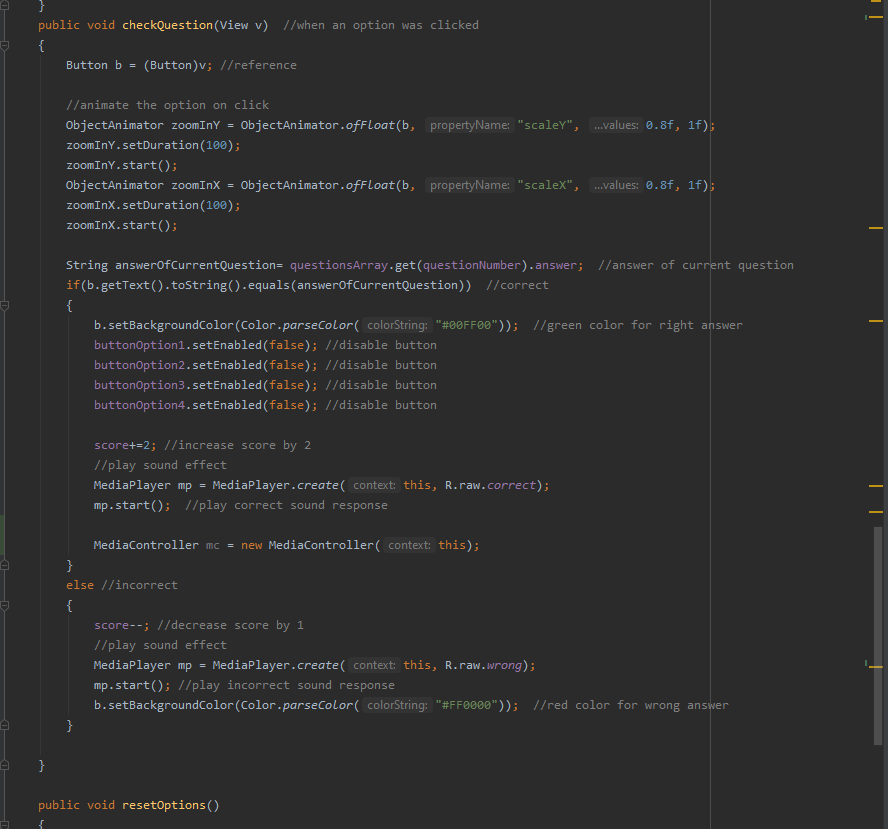 }
public void checkQuestion(View v)  //when an option was clicked
{
Button b = (Button)v; //reference
//animate the option on click
ObjectAnimator zoomInY = ObjectAnimator.ofFloat(b, propertyName: "scaleY", ...values: 0.8f, 1f);
zoomInY.setDuration(100);
zoomInY.start();
ObjectAnimator zoomInX = ObjectAnimator.ofFloat(b, propertyName: "scaleX", ...values: 0.8f, 1f);
zoomInX.setDuration(100);
zoomInX.start();
String answerOfCurrentQuestion= questionsArray.get(questionNumber).answer;  //answer of current question
if(b.getText().toString().equals(answerOfCurrentQuestion))  //correct
{
b.setBackgroundColor(Color.parseColor( colorString: "#00FF00"));  //green color for right answer
buttonOption1.setEnabled(false); //disable button
buttonOption2.setEnabled(false); //disable button
buttonOption3.setEnabled(false); //disable button
buttonOption4.setEnabled(false); //disable button
score+=2; //increase score by 2
//play sound effect
MediaPlayer mp = MediaPlayer.create( context: this, R.raw.correct);
mp.start();  //play correct sound response
MediaController mc = new MediaController( context: this);
}
else //incorrect
{
score--; //decrease score by 1
//play sound effect
MediaPlayer mp = MediaPlayer.create( context: this, R.raw.wrong);
mp.start(); //play incorrect sound response
b.setBackgroundColor(Color.parseColor( colorString: "#FF0000"));  //red color for wrong answer
}
}
public void resetOptions()
{